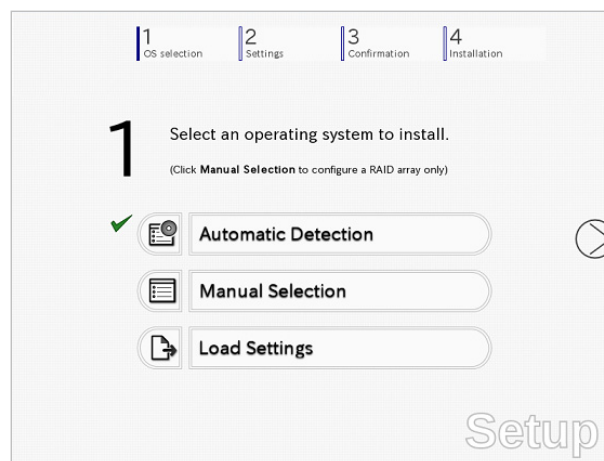 1
OS selection
2
Settings
3
Confirmation
4
Installation
1
Select an operating system to install.
(Click Manual Selection to configure a RAID array only)
Automatic Detection
Manual Selection
Load Settings
Setup